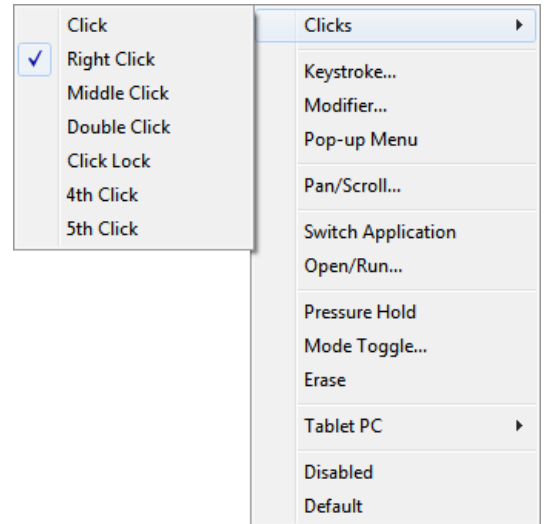 Click
Right Click
Middle Click
Double Click
Click Lock
4th Click
5th Click
Clicks
Keystroke...
Modifier...
Pop-up Menu
Pan/Scroll...
Switch Application
Open/Run...
Pressure Hold
Mode Toggle...
Erase
Tablet PC
Disabled
Default